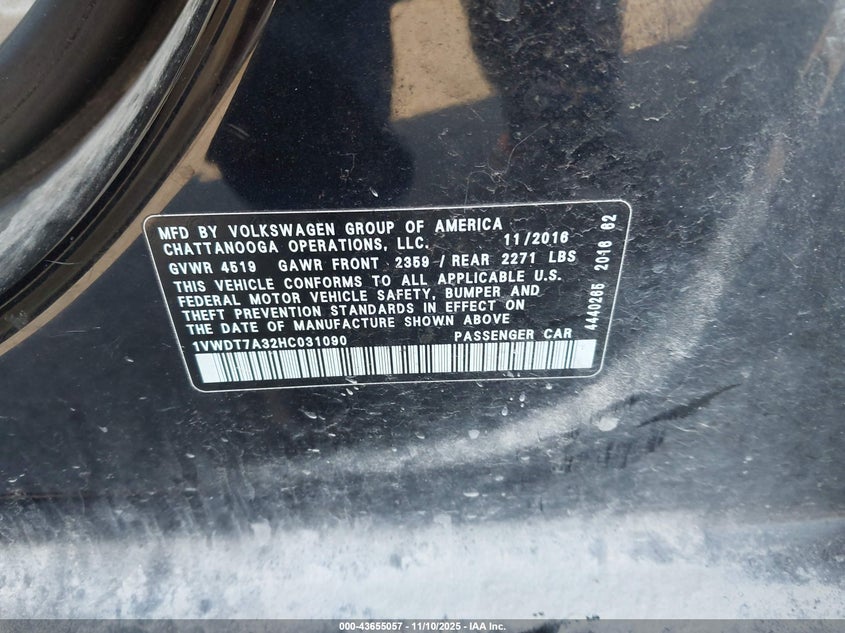 MFD BY VOLKSWAGEN GROUP OF AMERICA
CHATTANOOGA OPERATIONS, LLC. 11/2016
GVWR 4519 GAWR FRONT 2359 / REAR 2271 LBS
THIS VEHICLE CONFORMS TO ALL APPLICABLE U.S.
FEDERAL MOTOR VEHICLE SAFETY, BUMPER AND
THEFT PREVENTION STANDARDS IN EFFECT ON
THE DATE OF MANUFACTURE SHOWN ABOVE
1VWDT7A32HC031090 PASSENGER CAR
4440265 2016 62
000-43655057 - 11/10/2025 - IAA Inc.